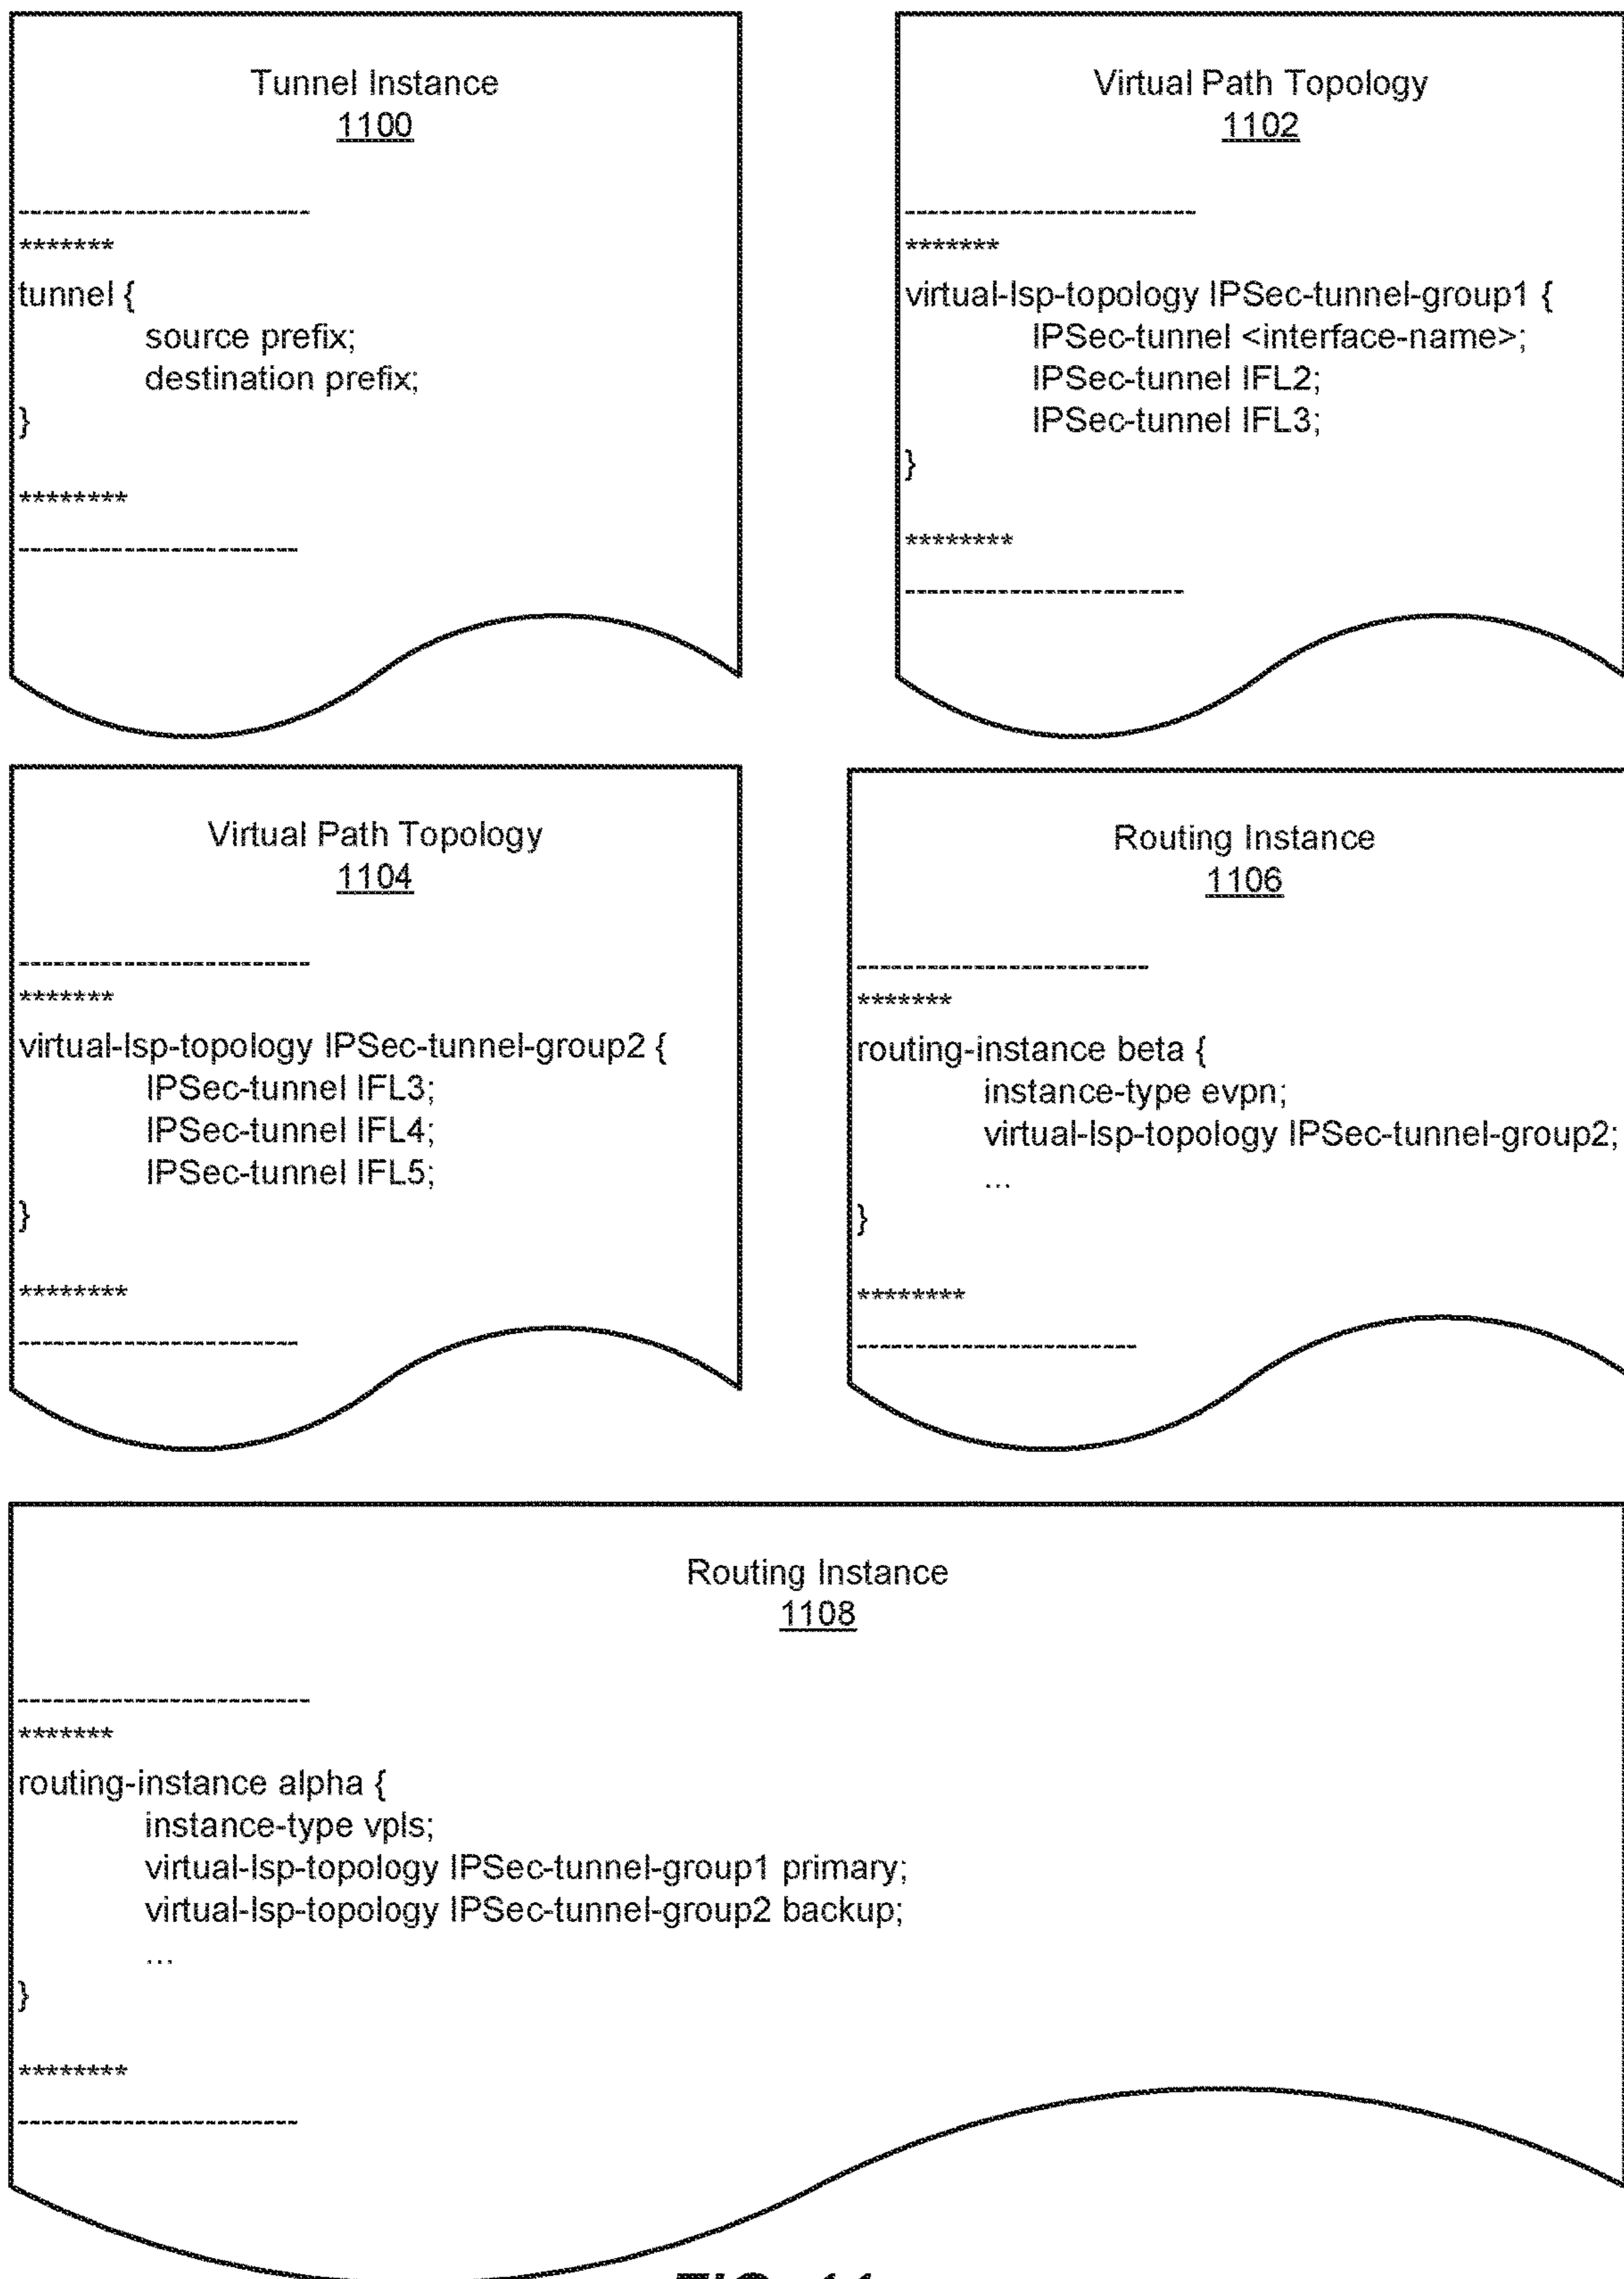 Tunnel Instance
1100
------------------------
*******
tunnel {
source prefix;
destination prefix;
}
********
-----------------------
Virtual Path Topology
1102
------------------------
*******
virtual-lsp-topology IPSec-tunnel-group1 {
IPSec-tunnel <interface-name>;
IPSec-tunnel IFL2;
IPSec-tunnel IFL3;
}
********
-----------------------
Virtual Path Topology
1104
------------------------
*******
virtual-lsp-topology IPSec-tunnel-group2 {
IPSec-tunnel IFL3;
IPSec-tunnel IFL4;
IPSec-tunnel IFL5;
}
********
-----------------------
Routing Instance
1106
------------------------
*******
routing-instance beta {
instance-type evpn;
virtual-lsp-topology IPSec-tunnel-group2;
...
}
********
-----------------------
Routing Instance
1108
------------------------
*******
routing-instance alpha {
instance-type vpls;
virtual-lsp-topology IPSec-tunnel-group1 primary;
virtual-lsp-topology IPSec-tunnel-group2 backup;
...
}
********
-----------------------